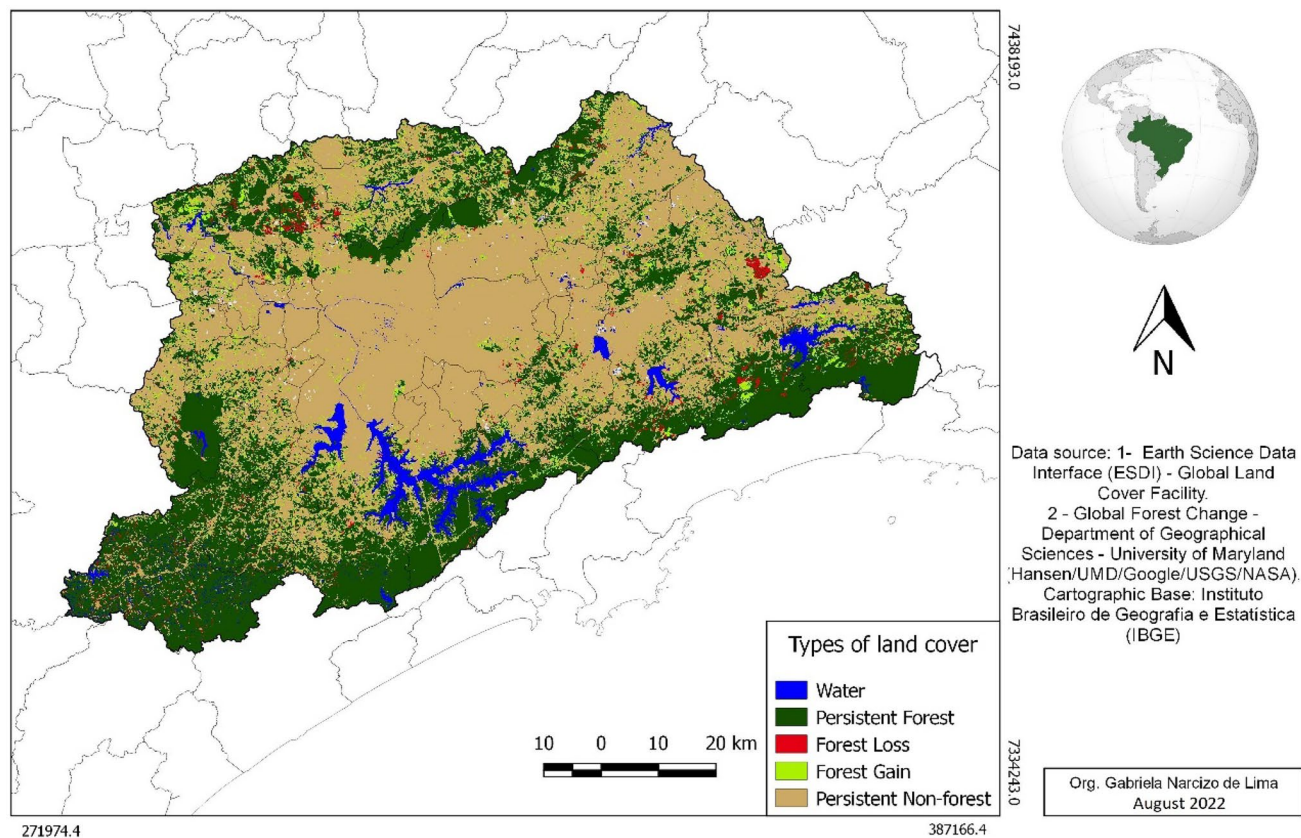 7438193.0
N
Data source: 1- Earth Science Data
Interface (ESDI) - Global Land
Cover Facility.
2 - Global Forest Change -
Department of Geographical
Sciences - University of Maryland
(Hansen/UMD/Google/USGS/NASA).
Cartographic Base: Instituto
Brasileiro de Geografia e Estatística
(IBGE)
Types of land cover
Water
Persistent Forest
Forest Loss
Forest Gain
Persistent Non-forest
10 0 10 20 km
7334243.0
Org. Gabriela Narcizo de Lima
August 2022
271974.4
387166.4